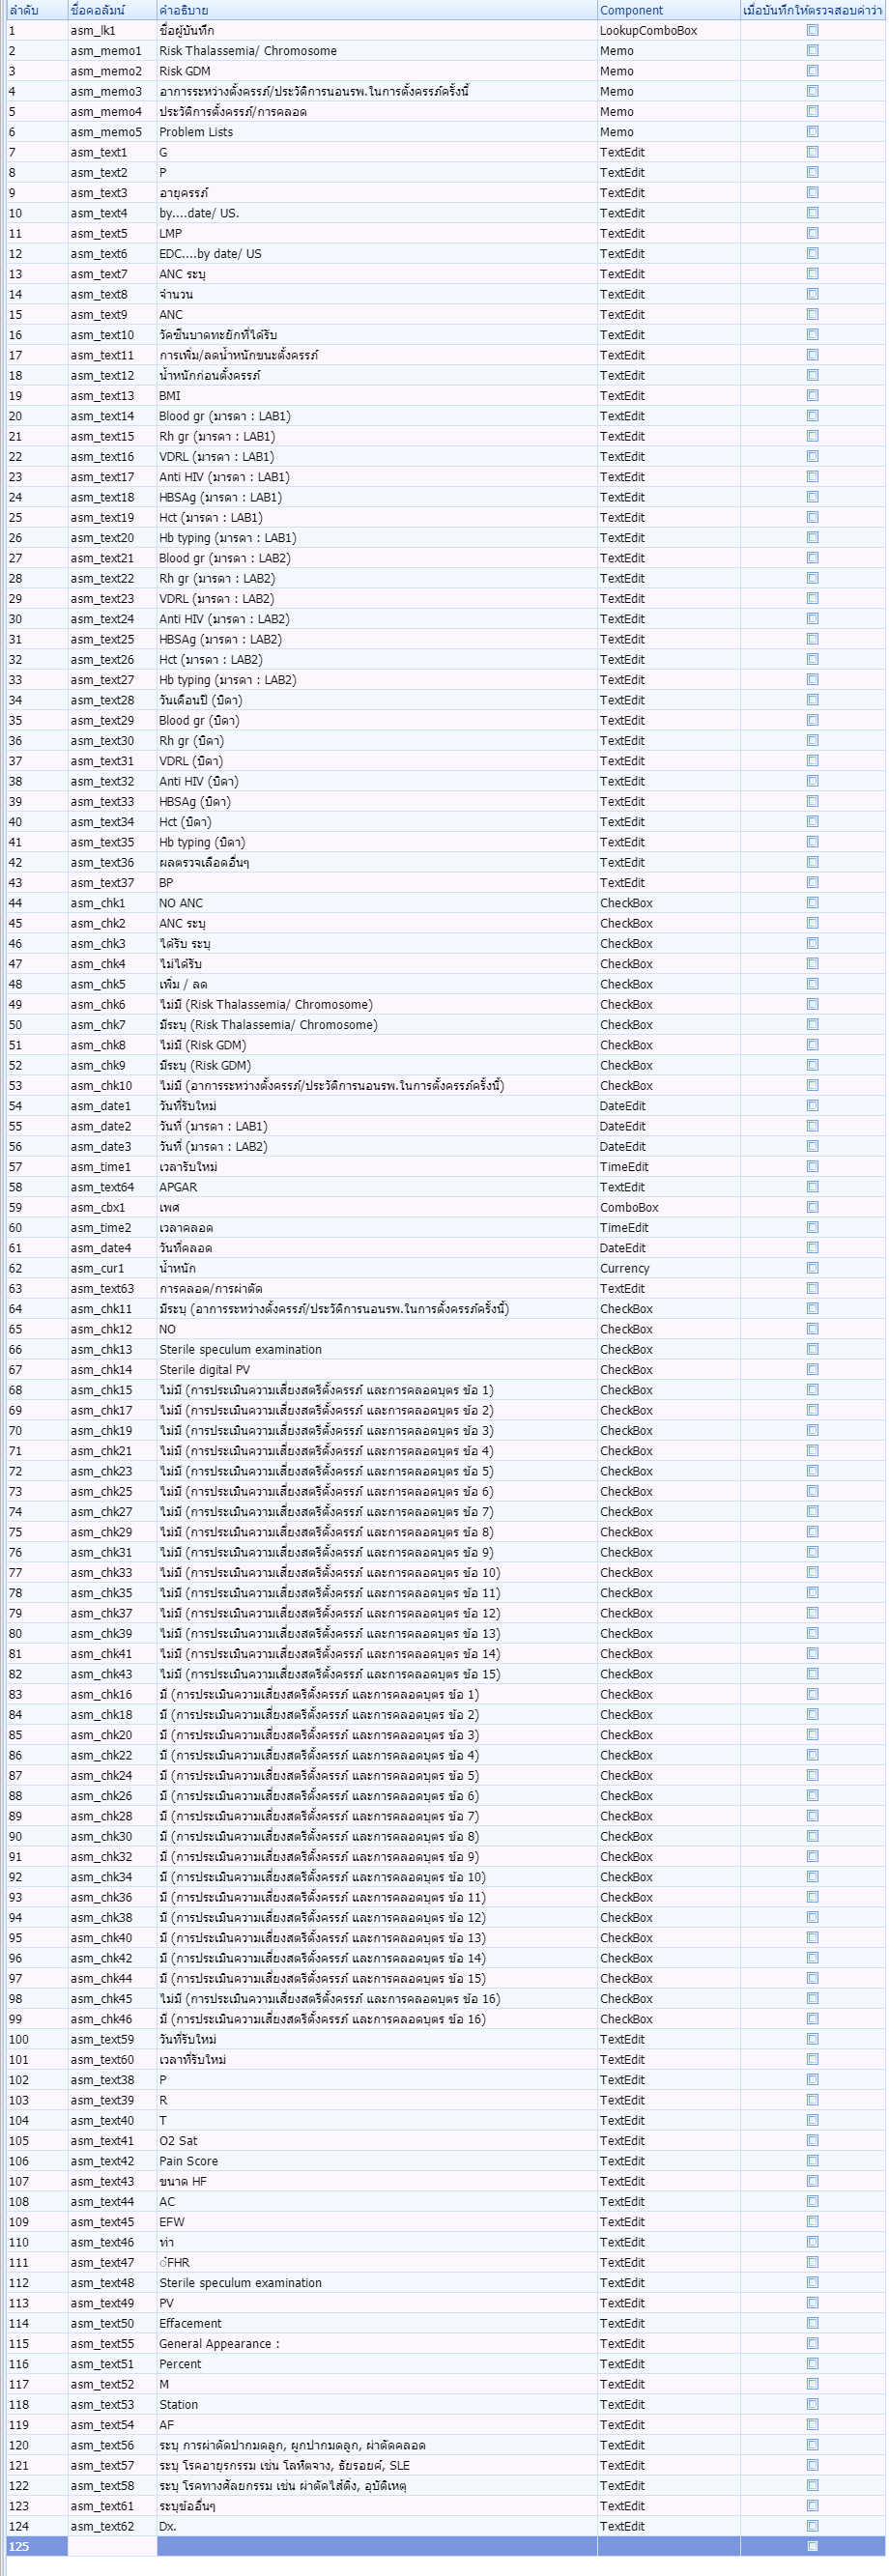 ลำดับ ชื่อคอลัมน์ คำอธิบาย Component เมื่อบันทึกให้ตรวจสอบค่าว่า
1 asm_lk1 ชื่อผู้บันทึก LookupComboBox
2 asm_memo1 Risk Thalassemia/ Chromosome Memo
3 asm_memo2 Risk GDM Memo
4 asm_memo3 อาการระหว่างตั้งครรภ์/ประวัติการนอนรพ.ในการตั้งครรภ์ครั้งนี้ Memo
5 asm_memo4 ประวัติการตั้งครรภ์/การคลอด Memo
6 asm_memo5 Problem Lists Memo
7 asm_text1 G TextEdit
8 asm_text2 P TextEdit
9 asm_text3 อายุครรภ์ TextEdit
10 asm_text4 by....date/ US. TextEdit
11 asm_text5 LMP TextEdit
12 asm_text6 EDC....by date/ US TextEdit
13 asm_text7 ANC ระบุ TextEdit
14 asm_text8 จำนวน TextEdit
15 asm_text9 ANC TextEdit
16 asm_text10 วัคซีนบาดทะยักที่ได้รับ TextEdit
17 asm_text11 การเพิ่ม/ลดน้ำหนักขณะตั้งครรภ์ TextEdit
18 asm_text12 น้ำหนักก่อนตั้งครรภ์ TextEdit
19 asm_text13 BMI TextEdit
20 asm_text14 Blood gr (มารดา : LAB1) TextEdit
21 asm_text15 Rh gr (มารดา : LAB1) TextEdit
22 asm_text16 VDRL (มารดา : LAB1) TextEdit
23 asm_text17 Anti HIV (มารดา : LAB1) TextEdit
24 asm_text18 HBSAg (มารดา : LAB1) TextEdit
25 asm_text19 Hct (มารดา : LAB1) TextEdit
26 asm_text20 Hb typing (มารดา : LAB1) TextEdit
27 asm_text21 Blood gr (มารดา : LAB2) TextEdit
28 asm_text22 Rh gr (มารดา : LAB2) TextEdit
29 asm_text23 VDRL (มารดา : LAB2) TextEdit
30 asm_text24 Anti HIV (มารดา : LAB2) TextEdit
31 asm_text25 HBSAg (มารดา : LAB2) TextEdit
32 asm_text26 Hct (มารดา : LAB2) TextEdit
33 asm_text27 Hb typing (มารดา : LAB2) TextEdit
34 asm_text28 วันเดือนปี (บิดา) TextEdit
35 asm_text29 Blood gr (บิดา) TextEdit
36 asm_text30 Rh gr (บิดา) TextEdit
37 asm_text31 VDRL (บิดา) TextEdit
38 asm_text32 Anti HIV (บิดา) TextEdit
39 asm_text33 HBSAg (บิดา) TextEdit
40 asm_text34 Hct (บิดา) TextEdit
41 asm_text35 Hb typing (บิดา) TextEdit
42 asm_text36 ผลตรวจเลือดอื่นๆ TextEdit
43 asm_text37 BP TextEdit
44 asm_chk1 NO ANC CheckBox
45 asm_chk2 ANC ระบุ CheckBox
46 asm_chk3 ได้รับ ระบุ CheckBox
47 asm_chk4 ไม่ได้รับ CheckBox
48 asm_chk5 เพิ่ม / ลด CheckBox
49 asm_chk6 ไม่มี (Risk Thalassemia/ Chromosome) CheckBox
50 asm_chk7 มีระบุ (Risk Thalassemia/ Chromosome) CheckBox
51 asm_chk8 ไม่มี (Risk GDM) CheckBox
52 asm_chk9 มีระบุ (Risk GDM) CheckBox
53 asm_chk10 ไม่มี (อาการระหว่างตั้งครรภ์/ประวัติการนอนรพ.ในการตั้งครรภ์ครั้งนี้) CheckBox
54 asm_date1 วันที่รับใหม่ DateEdit
55 asm_date2 วันที่ (มารดา : LAB1) DateEdit
56 asm_date3 วันที่ (มารดา : LAB2) DateEdit
57 asm_time1 เวลารับใหม่ TimeEdit
58 asm_text64 APGAR TextEdit
59 asm_cbx1 เพศ ComboBox
60 asm_time2 เวลาคลอด TimeEdit
61 asm_date4 วันที่คลอด DateEdit
62 asm_cur1 น้ำหนัก Currency
63 asm_text63 การคลอด/การผ่าตัด TextEdit
64 asm_chk11 มีระบุ (อาการระหว่างตั้งครรภ์/ประวัติการนอนรพ.ในการตั้งครรภ์ครั้งนี้) CheckBox
65 asm_chk12 NO CheckBox
66 asm_chk13 Sterile speculum examination CheckBox
67 asm_chk14 Sterile digital PV CheckBox
68 asm_chk15 ไม่มี (การประเมินความเสี่ยงสตรีตั้งครรภ์ และการคลอดบุตร ข้อ 1) CheckBox
69 asm_chk17 ไม่มี (การประเมินความเสี่ยงสตรีตั้งครรภ์ และการคลอดบุตร ข้อ 2) CheckBox
70 asm_chk19 ไม่มี (การประเมินความเสี่ยงสตรีตั้งครรภ์ และการคลอดบุตร ข้อ 3) CheckBox
71 asm_chk21 ไม่มี (การประเมินความเสี่ยงสตรีตั้งครรภ์ และการคลอดบุตร ข้อ 4) CheckBox
72 asm_chk23 ไม่มี (การประเมินความเสี่ยงสตรีตั้งครรภ์ และการคลอดบุตร ข้อ 5) CheckBox
73 asm_chk25 ไม่มี (การประเมินความเสี่ยงสตรีตั้งครรภ์ และการคลอดบุตร ข้อ 6) CheckBox
74 asm_chk27 ไม่มี (การประเมินความเสี่ยงสตรีตั้งครรภ์ และการคลอดบุตร ข้อ 7) CheckBox
75 asm_chk29 ไม่มี (การประเมินความเสี่ยงสตรีตั้งครรภ์ และการคลอดบุตร ข้อ 8) CheckBox
76 asm_chk31 ไม่มี (การประเมินความเสี่ยงสตรีตั้งครรภ์ และการคลอดบุตร ข้อ 9) CheckBox
77 asm_chk33 ไม่มี (การประเมินความเสี่ยงสตรีตั้งครรภ์ และการคลอดบุตร ข้อ 10) CheckBox
78 asm_chk35 ไม่มี (การประเมินความเสี่ยงสตรีตั้งครรภ์ และการคลอดบุตร ข้อ 11) CheckBox
79 asm_chk37 ไม่มี (การประเมินความเสี่ยงสตรีตั้งครรภ์ และการคลอดบุตร ข้อ 12) CheckBox
80 asm_chk39 ไม่มี (การประเมินความเสี่ยงสตรีตั้งครรภ์ และการคลอดบุตร ข้อ 13) CheckBox
81 asm_chk41 ไม่มี (การประเมินความเสี่ยงสตรีตั้งครรภ์ และการคลอดบุตร ข้อ 14) CheckBox
82 asm_chk43 ไม่มี (การประเมินความเสี่ยงสตรีตั้งครรภ์ และการคลอดบุตร ข้อ 15) CheckBox
83 asm_chk16 มี (การประเมินความเสี่ยงสตรีตั้งครรภ์ และการคลอดบุตร ข้อ 1) CheckBox
84 asm_chk18 มี (การประเมินความเสี่ยงสตรีตั้งครรภ์ และการคลอดบุตร ข้อ 2) CheckBox
85 asm_chk20 มี (การประเมินความเสี่ยงสตรีตั้งครรภ์ และการคลอดบุตร ข้อ 3) CheckBox
86 asm_chk22 มี (การประเมินความเสี่ยงสตรีตั้งครรภ์ และการคลอดบุตร ข้อ 4) CheckBox
87 asm_chk24 มี (การประเมินความเสี่ยงสตรีตั้งครรภ์ และการคลอดบุตร ข้อ 5) CheckBox
88 asm_chk26 มี (การประเมินความเสี่ยงสตรีตั้งครรภ์ และการคลอดบุตร ข้อ 6) CheckBox
89 asm_chk28 มี (การประเมินความเสี่ยงสตรีตั้งครรภ์ และการคลอดบุตร ข้อ 7) CheckBox
90 asm_chk30 มี (การประเมินความเสี่ยงสตรีตั้งครรภ์ และการคลอดบุตร ข้อ 8) CheckBox
91 asm_chk32 มี (การประเมินความเสี่ยงสตรีตั้งครรภ์ และการคลอดบุตร ข้อ 9) CheckBox
92 asm_chk34 มี (การประเมินความเสี่ยงสตรีตั้งครรภ์ และการคลอดบุตร ข้อ 10) CheckBox
93 asm_chk36 มี (การประเมินความเสี่ยงสตรีตั้งครรภ์ และการคลอดบุตร ข้อ 11) CheckBox
94 asm_chk38 มี (การประเมินความเสี่ยงสตรีตั้งครรภ์ และการคลอดบุตร ข้อ 12) CheckBox
95 asm_chk40 มี (การประเมินความเสี่ยงสตรีตั้งครรภ์ และการคลอดบุตร ข้อ 13) CheckBox
96 asm_chk42 มี (การประเมินความเสี่ยงสตรีตั้งครรภ์ และการคลอดบุตร ข้อ 14) CheckBox
97 asm_chk44 มี (การประเมินความเสี่ยงสตรีตั้งครรภ์ และการคลอดบุตร ข้อ 15) CheckBox
98 asm_chk45 ไม่มี (การประเมินความเสี่ยงสตรีตั้งครรภ์ และการคลอดบุตร ข้อ 16) CheckBox
99 asm_chk46 มี (การประเมินความเสี่ยงสตรีตั้งครรภ์ และการคลอดบุตร ข้อ 16) CheckBox
100 asm_text59 วันที่รับใหม่ TextEdit
101 asm_text60 เวลาที่รับใหม่ TextEdit
102 asm_text38 P TextEdit
103 asm_text39 R TextEdit
104 asm_text40 T TextEdit
105 asm_text41 O2 Sat TextEdit
106 asm_text42 Pain Score TextEdit
107 asm_text43 ขนาด HF TextEdit
108 asm_text44 AC TextEdit
109 asm_text45 EFW TextEdit
110 asm_text46 ท่า TextEdit
111 asm_text47 ๋FHR TextEdit
112 asm_text48 Sterile speculum examination TextEdit
113 asm_text49 PV TextEdit
114 asm_text50 Effacement TextEdit
115 asm_text55 General Appearance : TextEdit
116 asm_text51 Percent TextEdit
117 asm_text52 M TextEdit
118 asm_text53 Station TextEdit
119 asm_text54 AF TextEdit
120 asm_text56 ระบุ การผ่าตัดปากมดลูก, ผูกปากมดลูก, ผ่าตัดคลอด TextEdit
121 asm_text57 ระบุ โรคอายุรกรรม เช่น โลหิตจาง, ธัยรอยค์, SLE TextEdit
122 asm_text58 ระบุ โรคทางศัลยกรรม เช่น ผ่าตัดไส้ติ่ง, อุบัติเหตุ TextEdit
123 asm_text61 ระบุข้ออื่นๆ TextEdit
124 asm_text62 Dx. TextEdit
125